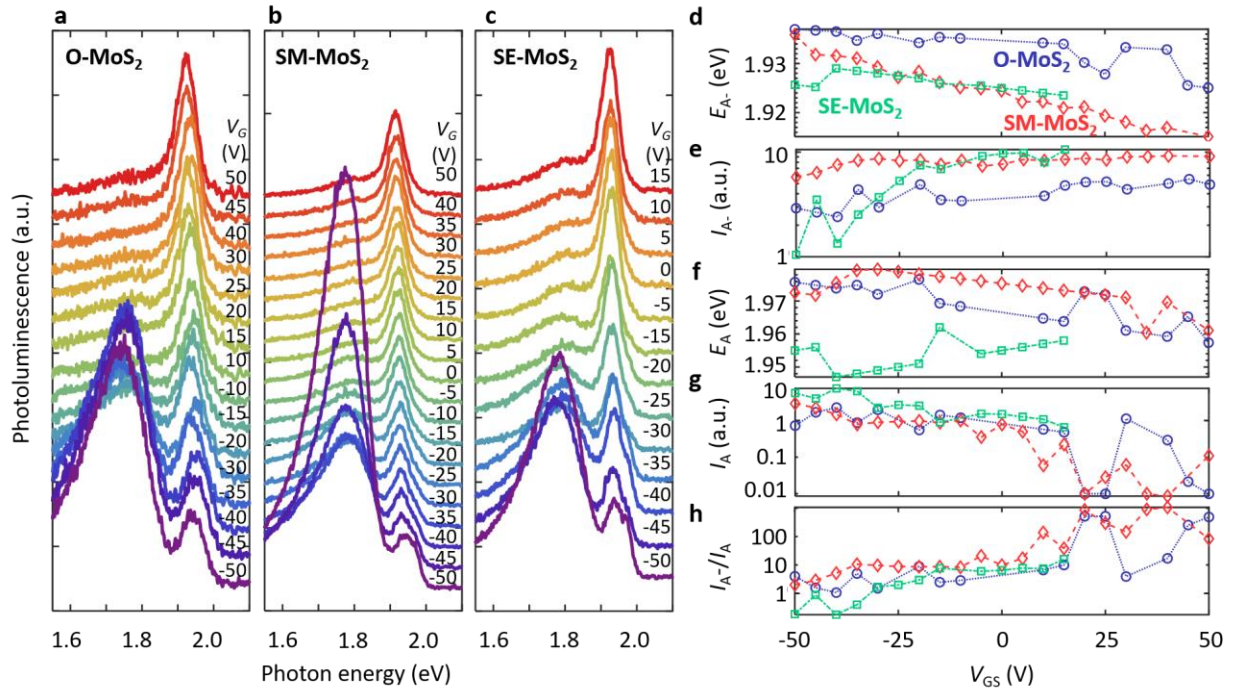 a b c d
O-MoS2 SM-MoS2 SE-MoS2
Photoluminescence (a.u.)
VG
(V)
50
45
40
30
25
20
15
10
-10
-15
-20
-30
-35
-40
-45
-50
1.6 1.8 2.0
VG
(V)
50
40
35
30
25
20
15
10
5
0
-5
-10
-15
-20
-25
-30
-35
-40
-45
-50
1.6 1.8 2.0
VG
(V)
15
10
5
0
-5
-10
-15
-20
-25
-30
-35
-40
-45
-50
1.6 1.8 2.0
Photon energy (eV)
EA- (eV)
1.93
1.92
O-MoS2
SE-MoS2
SM-MoS2
e
IA- (a.u.)
10
1
f
EA (eV)
1.97
1.96
1.95
g
IA (a.u.)
10
1
0.1
0.01
h
IA-/IA
100
10
1
-50 -25 0 25 50
VGS (V)